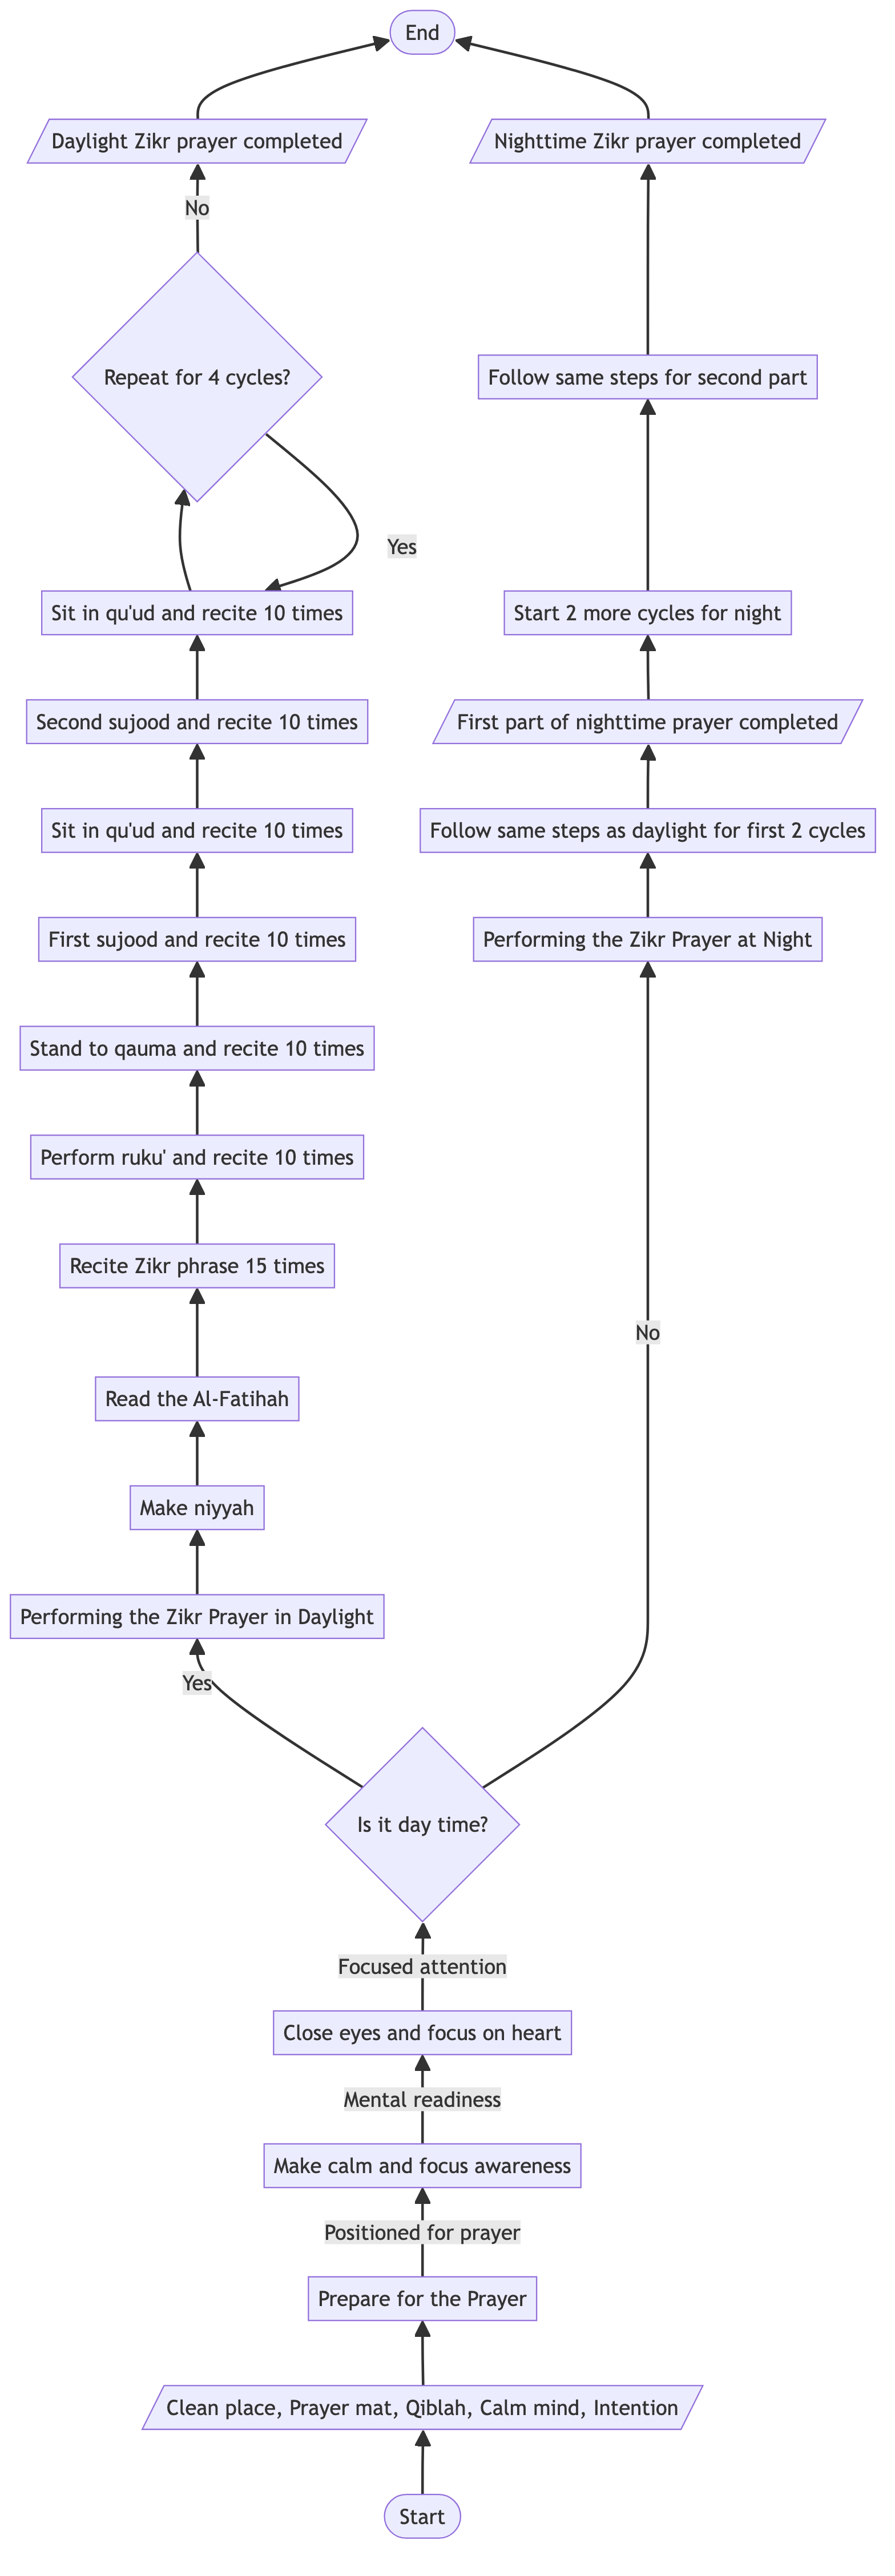 End
Daylight Zikr prayer completed
Nighttime Zikr prayer completed
No
Repeat for 4 cycles?
Follow same steps for second part
Yes
Sit in qu'ud and recite 10 times
Start 2 more cycles for night
Second sujood and recite 10 times
First part of nighttime prayer completed
Sit in qu'ud and recite 10 times
Follow same steps as daylight for first 2 cycles
First sujood and recite 10 times
Performing the Zikr Prayer at Night
Stand to qauma and recite 10 times
Perform ruku' and recite 10 times
Recite Zikr phrase 15 times
No
Read the Al-Fatihah
Make niyyah
Performing the Zikr Prayer in Daylight
Yes
Is it day time?
Focused attention
Close eyes and focus on heart
Mental readiness
Make calm and focus awareness
Positioned for prayer
Prepare for the Prayer
Clean place, Prayer mat, Qiblah, Calm mind, Intention
Start